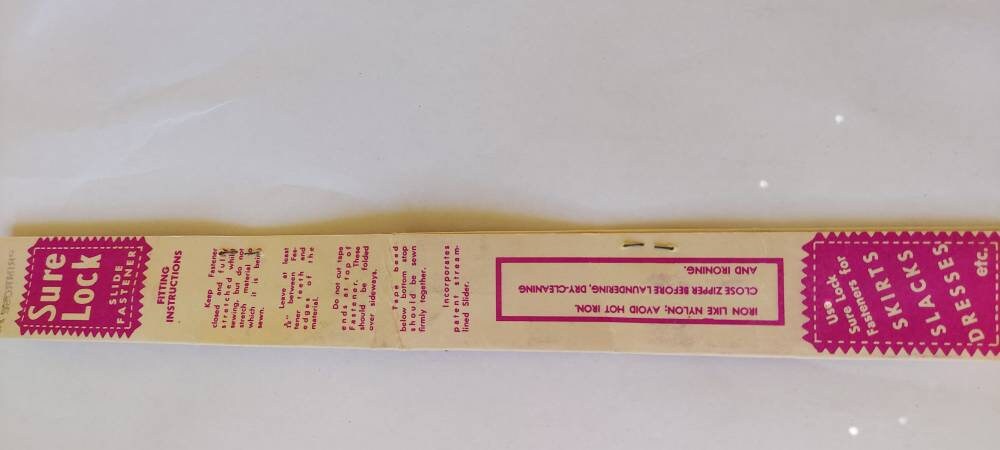 Sure
Lock
SLIDE
FASTENER
FITTING
INSTRUCTIONS
Keep Fastener
closed and fully
stretched while
sewing, but do not
stretch material to
which it is being
sewn.
Leave at least
between Fas-
tener teeth and
edges of the
material.
Do not cut tape
ends at top of
Fastener. These
should be folded
over sideways.
Tape end
below bottom stop
should be sewn
firmly together.
Incorporates
patent stream-
lined Slider.
IRON LIKE NYLON; AVOID HOT IRON.
CLOSE ZIPPER BEFORE LAUNDERING, DRY-CLEANING
AND IRONING.
Use
Sure Lock
Fasteners for
SKIRTS
SLACKS
DRESSES
etc.